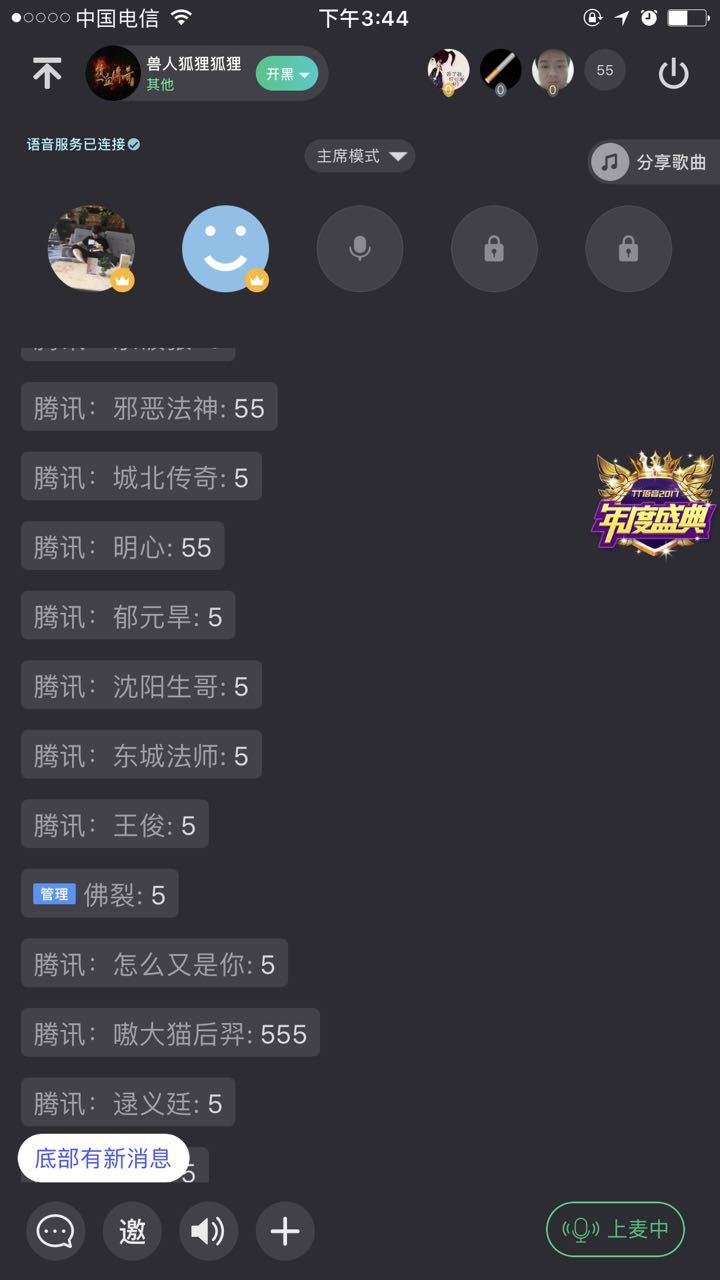 中国电信
下午3:44
兽人狐狸狐狸
其他
开黑
0
0
0
55
语音服务已连接
主席模式
分享歌曲
腾讯：邪恶法神: 55
腾讯：城北传奇: 5
TT语音2017
年度盛典
腾讯：明心: 55
腾讯：郁元旱: 5
腾讯：沈阳生哥: 5
腾讯：东城法师: 5
腾讯：王俊: 5
管理 佛裂: 5
腾讯：怎么又是你: 5
腾讯：嗷大猫后羿: 555
腾讯：逯义廷: 5
底部有新消息
5
邀
上麦中